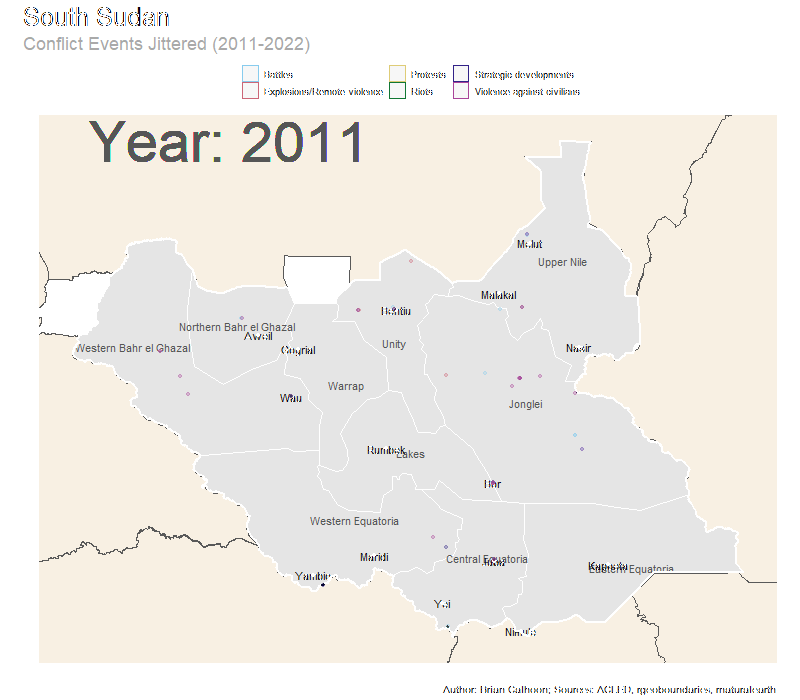 South Sudan
Conflict Events Jittered (2011-2022)
Battles Protests Strategic developments
Explosions/Remote violence Riots Violence against civilians
Year: 2011
Malut
Upper Nile
Malakal
Bentiu
Northern Bahr el Ghazal
Aweil
Unity
Western Bahr el Ghazal
Gogrial
Nasir
Warrap
Wau
Jonglei
Rumbek
Lakes
Bor
Western Equatoria
Maridi
Central Equatoria
Juba
Kapoeta
Eastern Equatoria
Yambio
Yei
Nimule
Author: Brian Calhoon; Sources: ACLED, rgeoboundaries, rnaturalearth